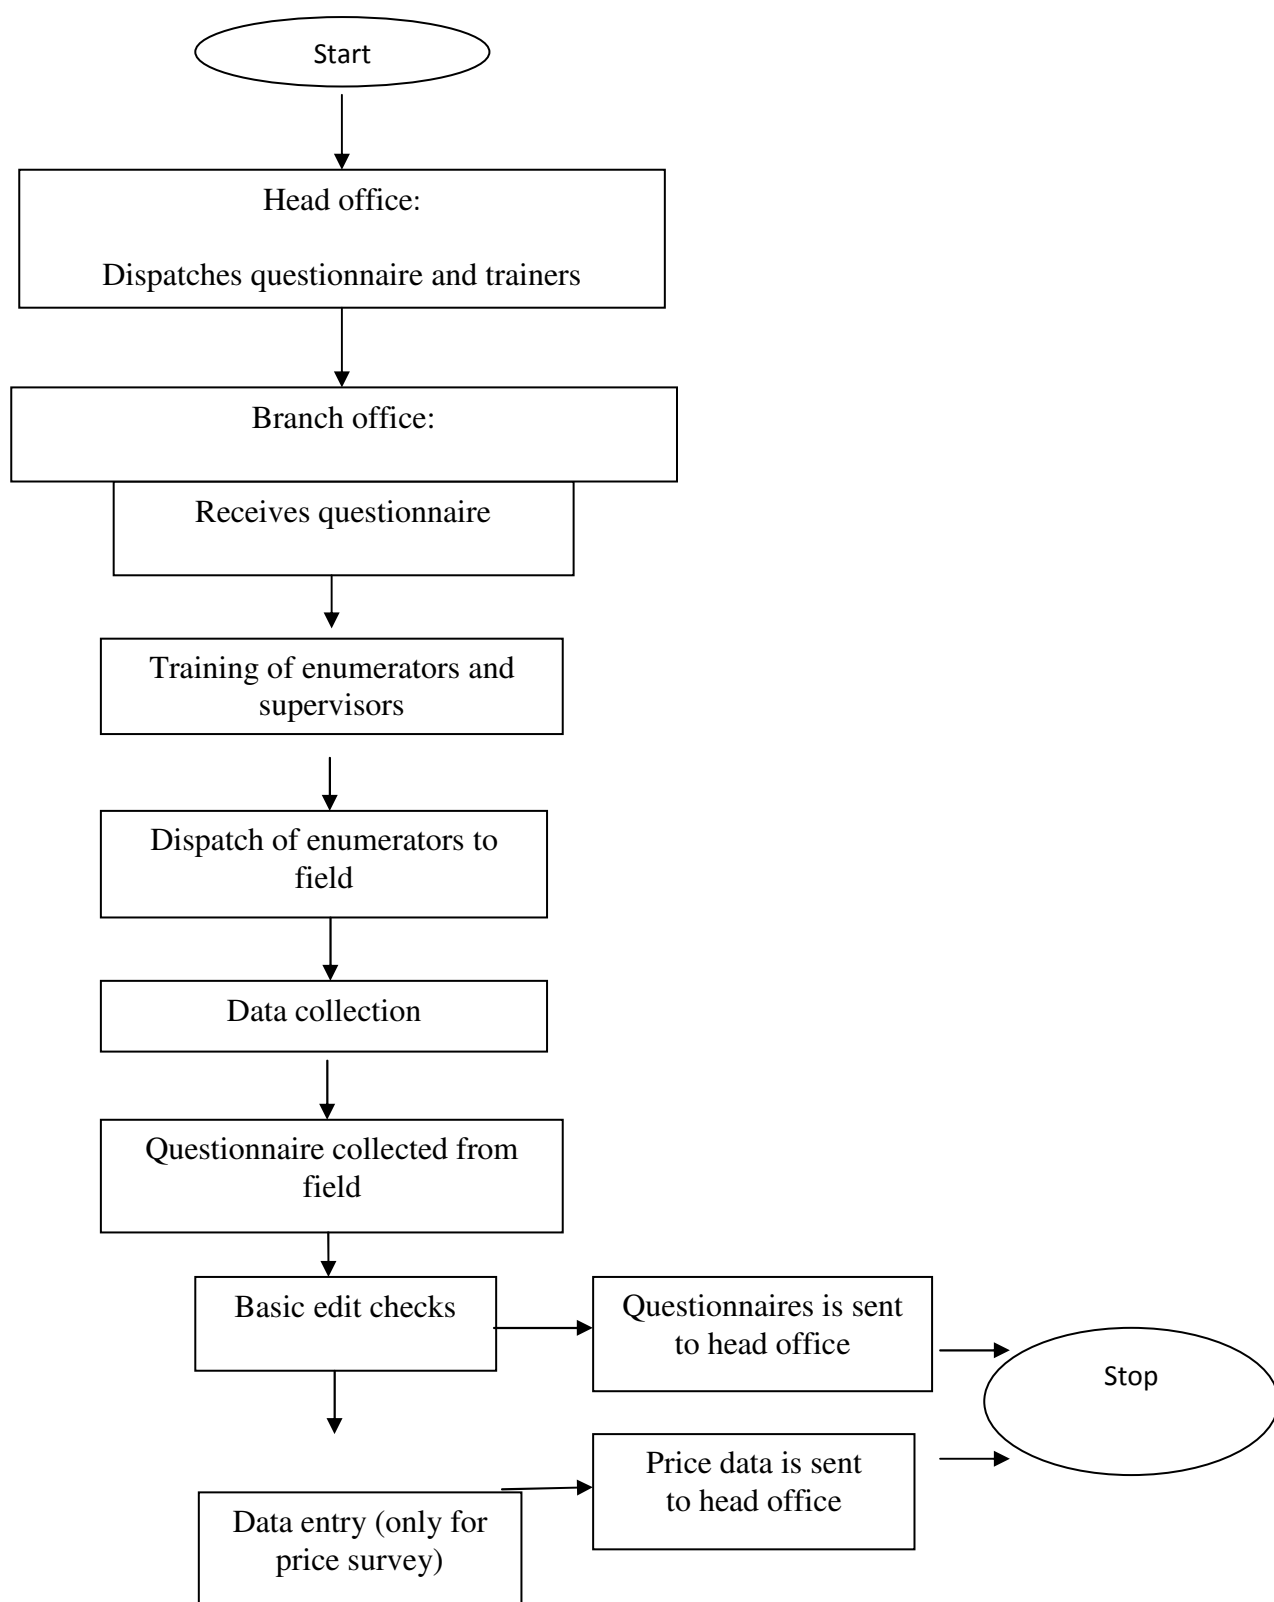 Start
Head office:
Dispatches questionnaire and trainers
Branch office:
Receives questionnaire
Training of enumerators and
supervisors
Dispatch of enumerators to
field
Data collection
Questionnaire collected from
field
Basic edit checks
Questionnaires is sent
to head office
Stop
Price data is sent
to head office
Data entry (only for
price survey)